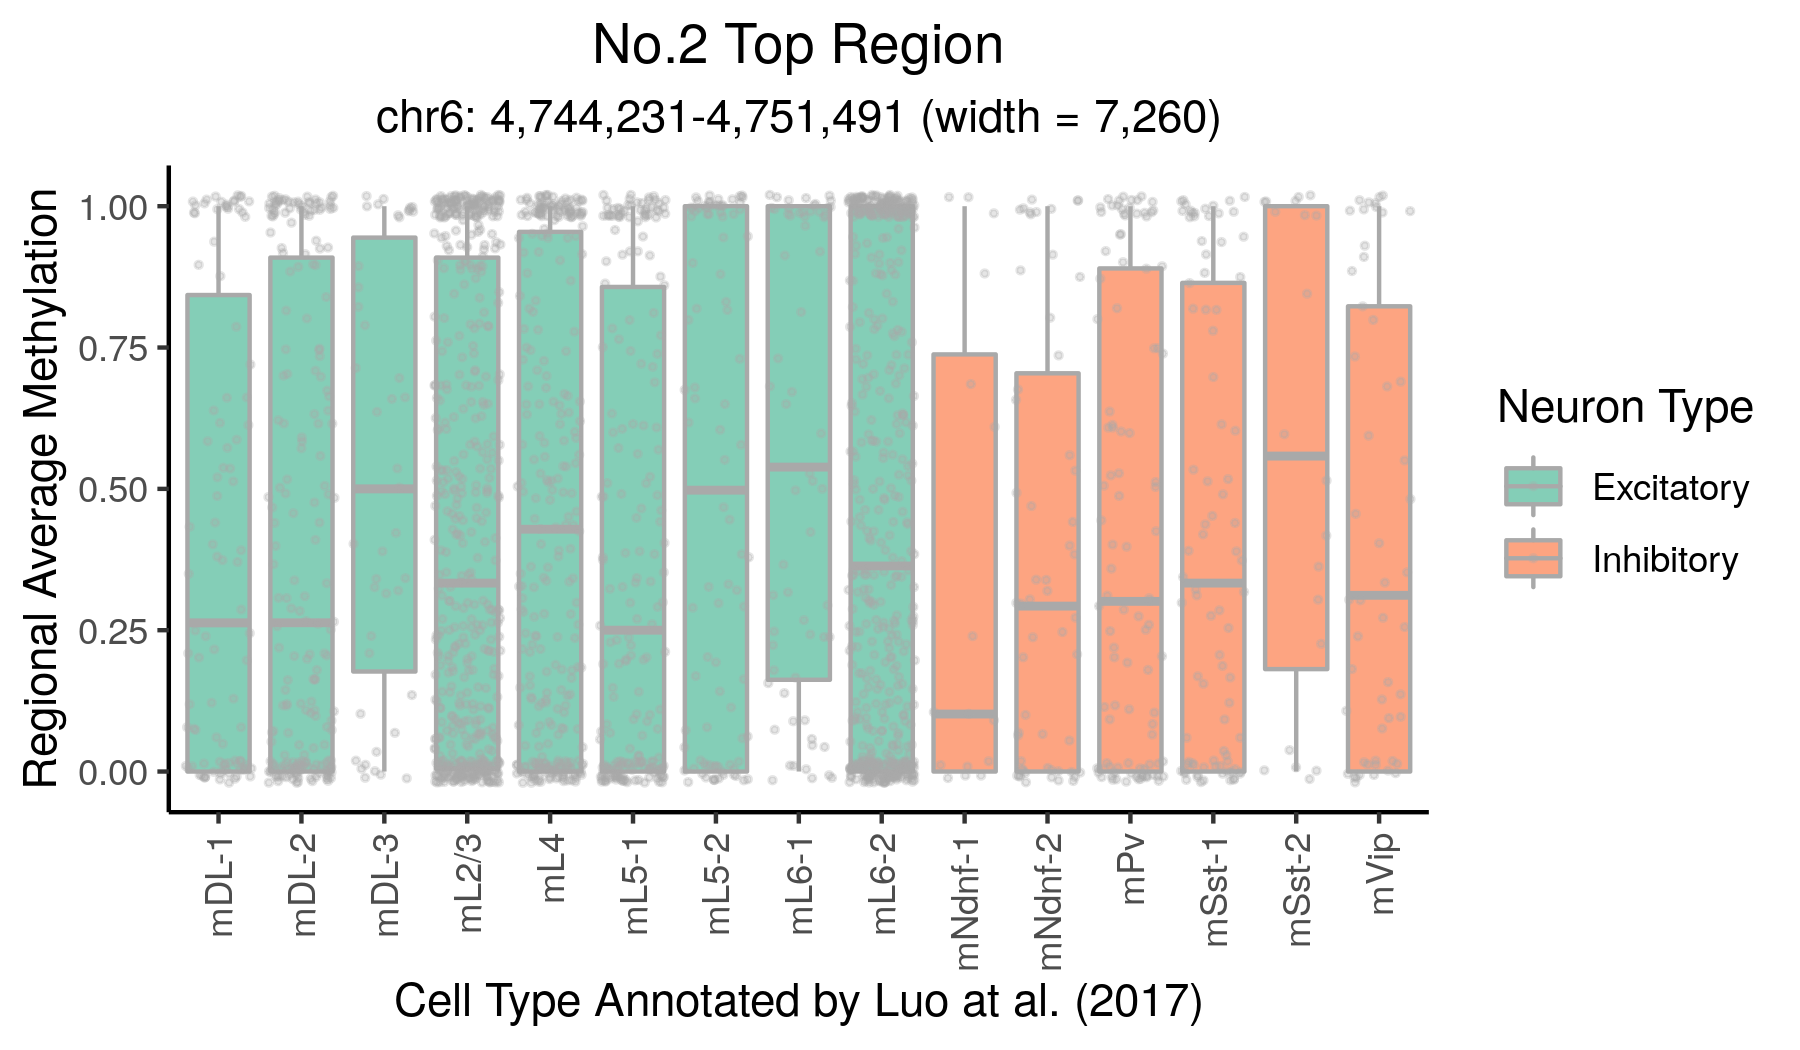 No.2 Top Region
chr6: 4,744,231-4,751,491 (width = 7,260)
Regional Average Methylation
1.00
0.75
0.50
0.25
0.00
mDL-1
mDL-2
mDL-3
mL2/3
mL4
mL5-1
mL5-2
mL6-1
mL6-2
mNdnf-1
mNdnf-2
mPv
mSst-1
mSst-2
mVip
Cell Type Annotated by Luo at al. (2017)
Neuron Type
Excitatory
Inhibitory